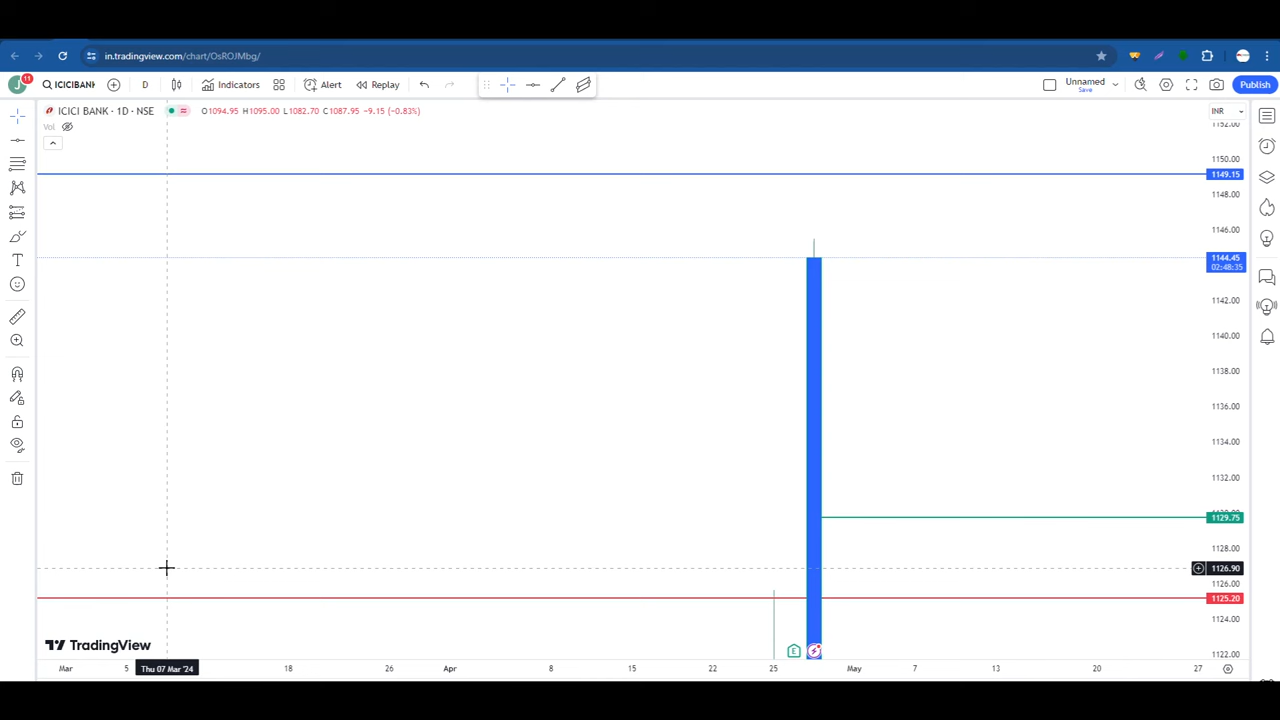 in.tradingview.com/chart/OsROJMbg/
J
11
ICICIBANK
D
Indicators
Alert
Replay
Unnamed
Save
Publish
ICICI BANK · 1D · NSE
O1094.95 H1095.00 L1082.70 C1087.95 −9.15 (−0.83%)
INR
Vol
1152.00
1150.00
1149.15
1148.00
1146.00
1144.45
02:48:35
1142.00
1140.00
1138.00
1136.00
1134.00
1132.00
1129.75
1128.00
1126.90
1126.00
1125.20
1124.00
1122.00
TradingView
E
Mar
5
Thu 07 Mar '24
18
26
Apr
8
15
22
25
May
7
13
20
27